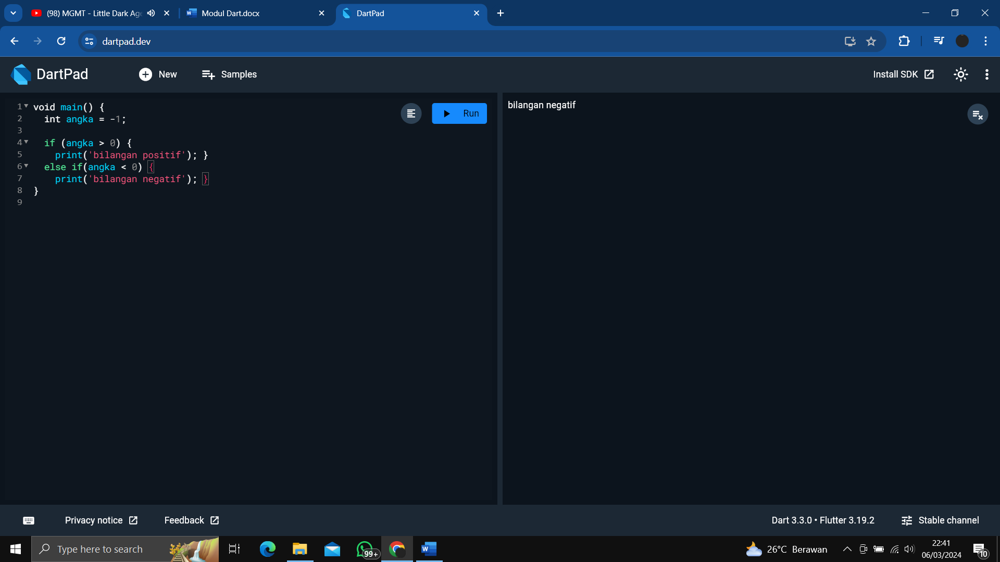 (98) MGMT - Little Dark Age
Modul Dart.docx
DartPad
dartpad.dev
DartPad
New
Samples
Install SDK
1 void main() {
2 int angka = -1;
3
4 if (angka > 0) {
5 print('bilangan positif'); }
6 else if(angka < 0) {
7 print('bilangan negatif'); }
8 }
9
Run
bilangan negatif
Privacy notice
Feedback
Dart 3.3.0 • Flutter 3.19.2
Stable channel
Type here to search
99+
26°C Berawan
22:41
06/03/2024
10